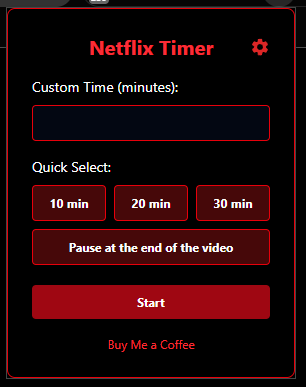 Netflix Timer
Custom Time (minutes):
Quick Select:
10 min 20 min 30 min
Pause at the end of the video
Start
Buy Me a Coffee